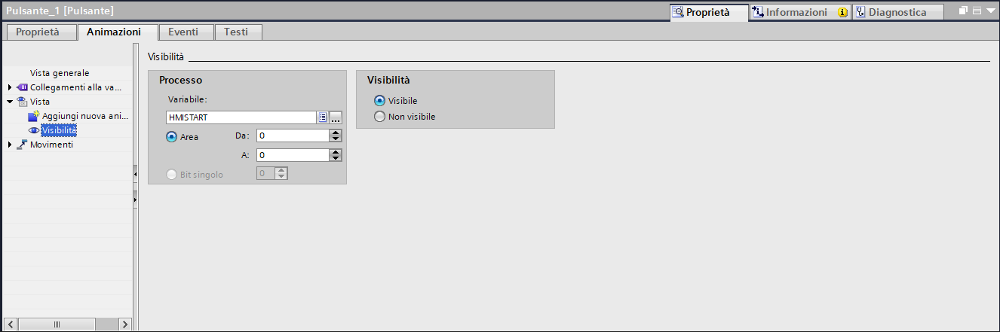 Pulsante_1 [Pulsante]
Proprietà
Informazioni
Diagnostica
Proprietà
Animazioni
Eventi
Testi
Vista generale
Collegamenti alla va...
Vista
Aggiungi nuova ani...
Visibilità
Movimenti
Visibilità
Processo
Variabile:
HMISTART
...
Area
Da:
0
A:
0
Bit singolo
0
Visibilità
Visibile
Non visibile